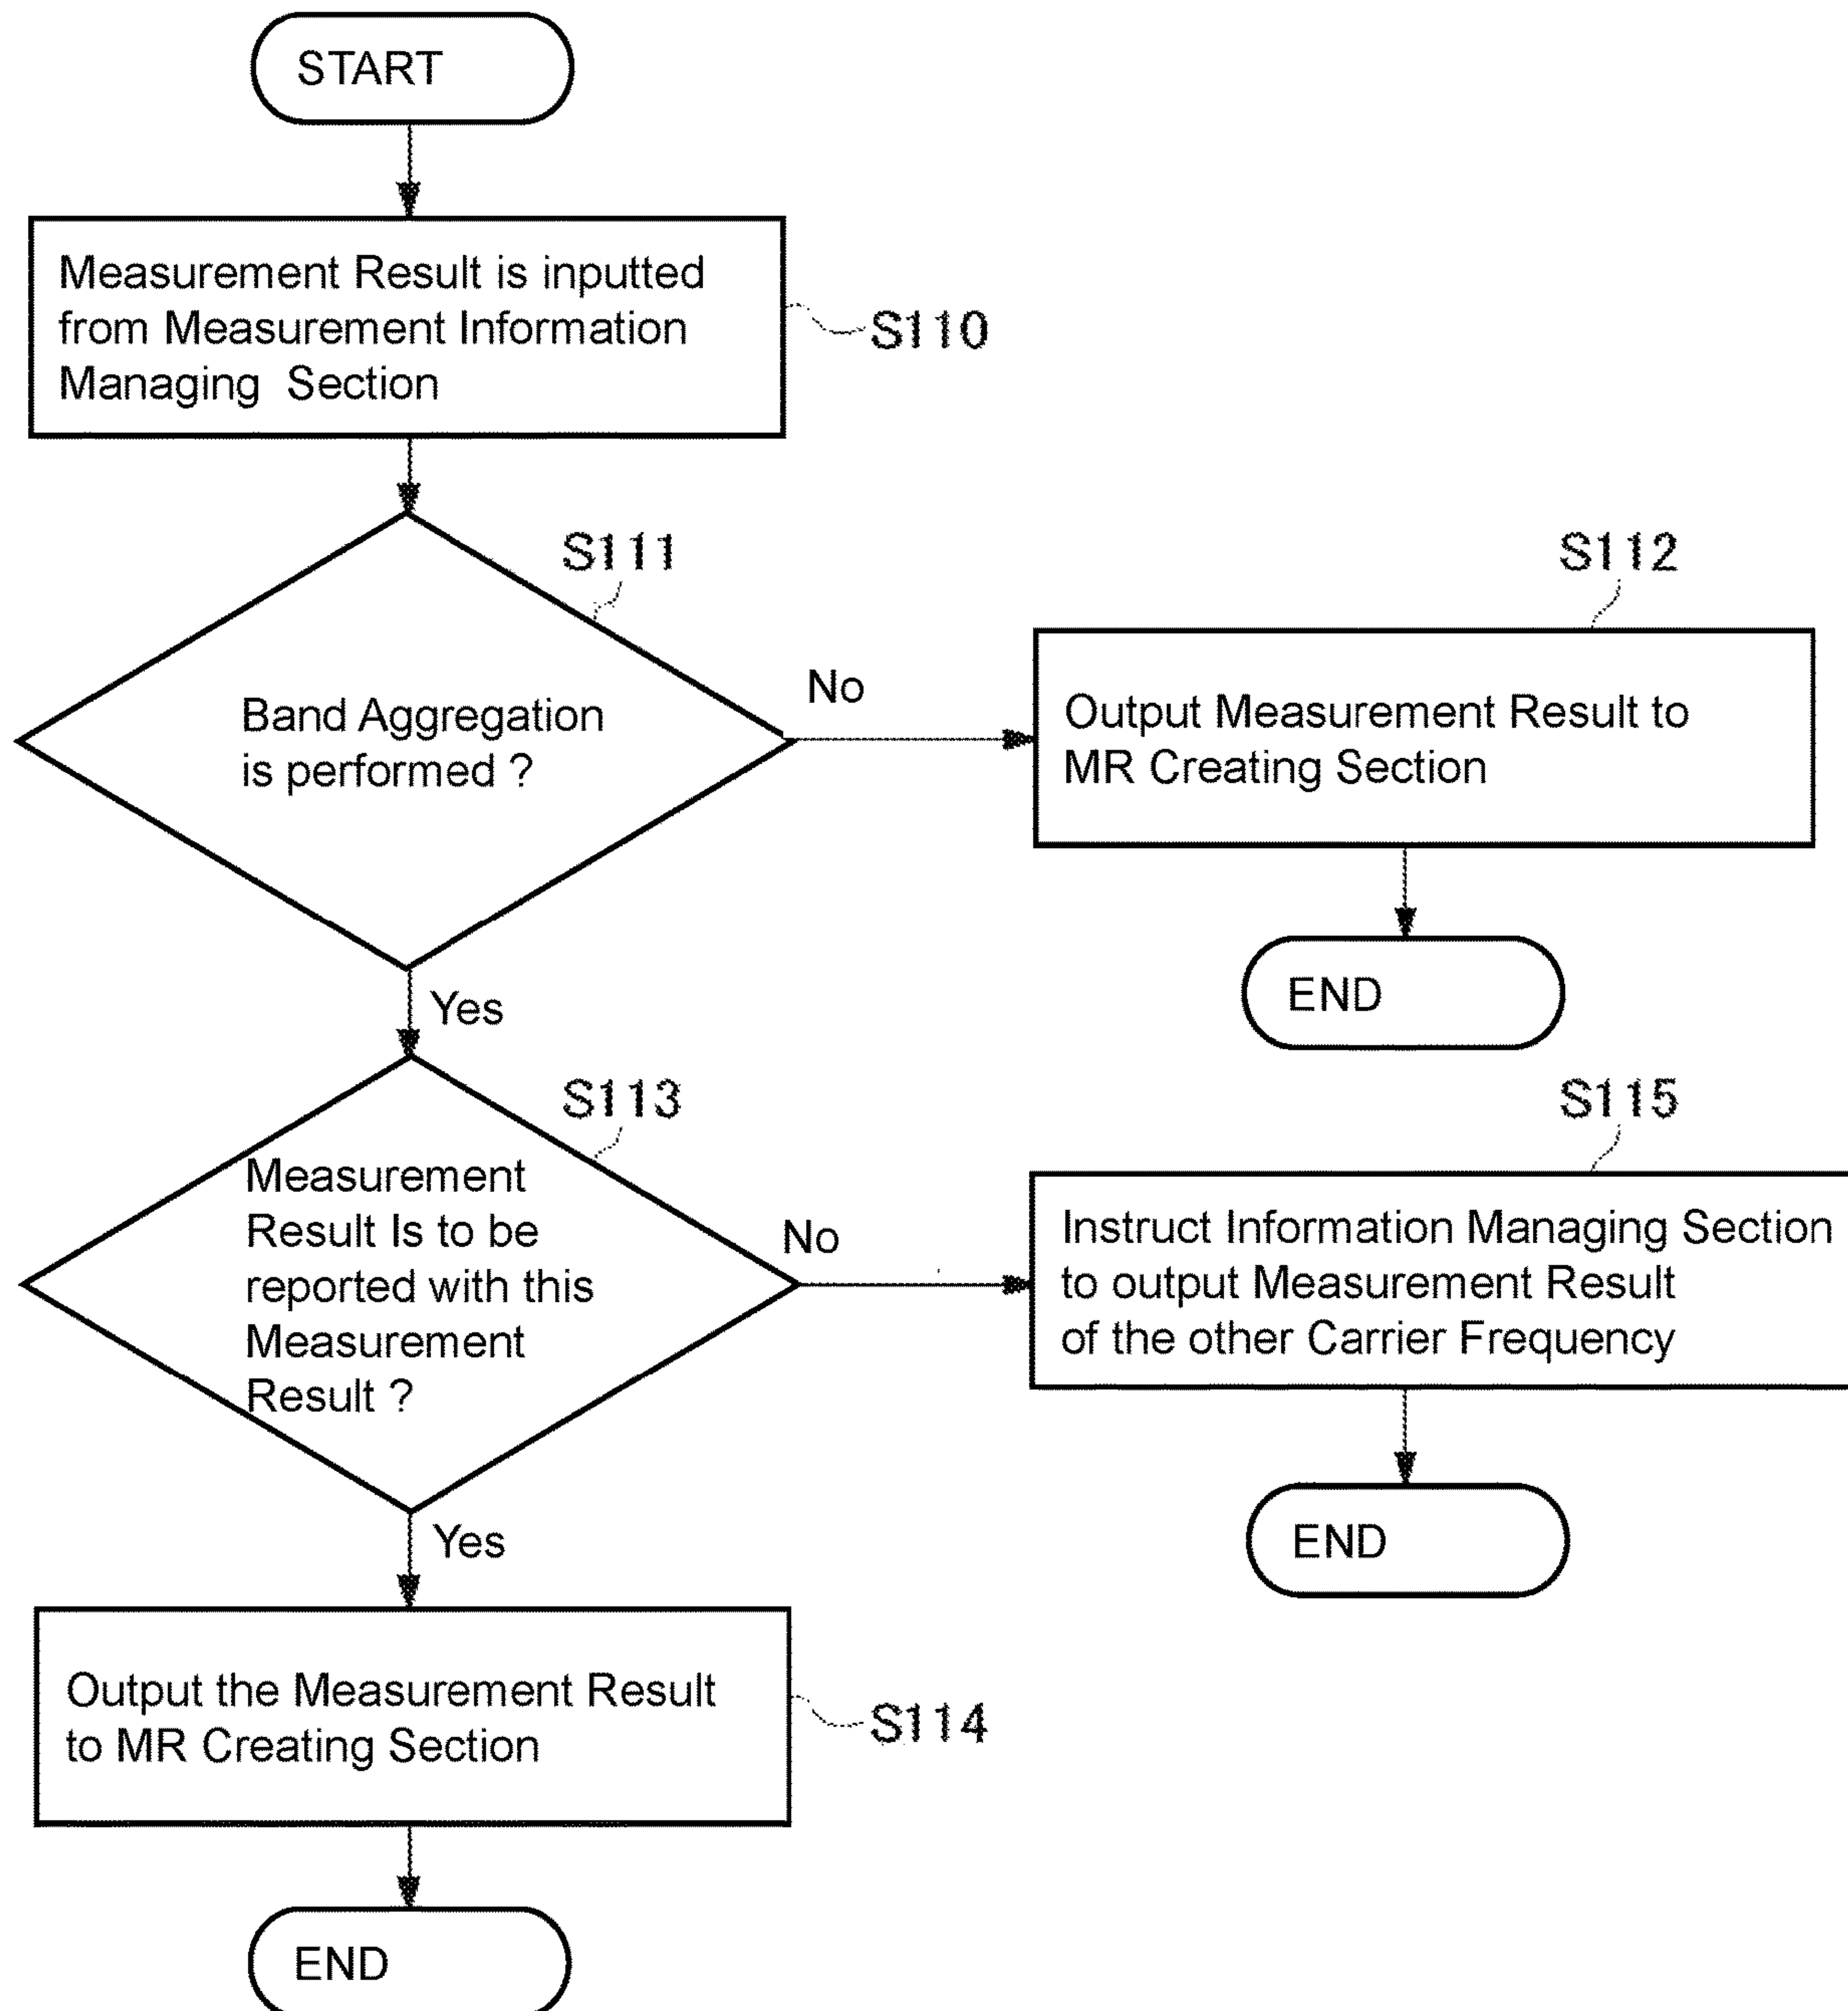 START
Measurement Result is inputted
from Measurement Information
Managing Section
S110
S111
Band Aggregation
is performed ?
No
S112
Output Measurement Result to
MR Creating Section
END
Yes
S113
Measurement
Result Is to be
reported with this
Measurement
Result ?
No
S115
Instruct Information Managing Section
to output Measurement Result
of the other Carrier Frequency
END
Yes
Output the Measurement Result
to MR Creating Section
S114
END